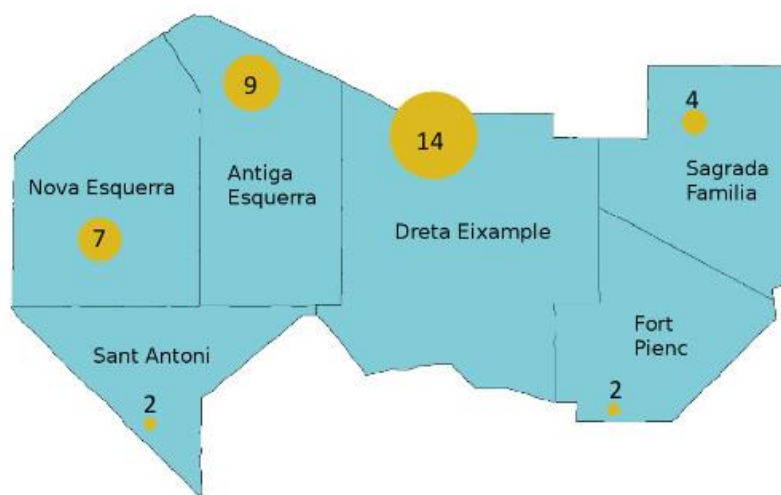 9
4
14
Nova Esquerra
Antiga
Esquerra
Sagrada
Familia
Dreta Eixample
7
Fort
Pienc
Sant Antoni
2
2